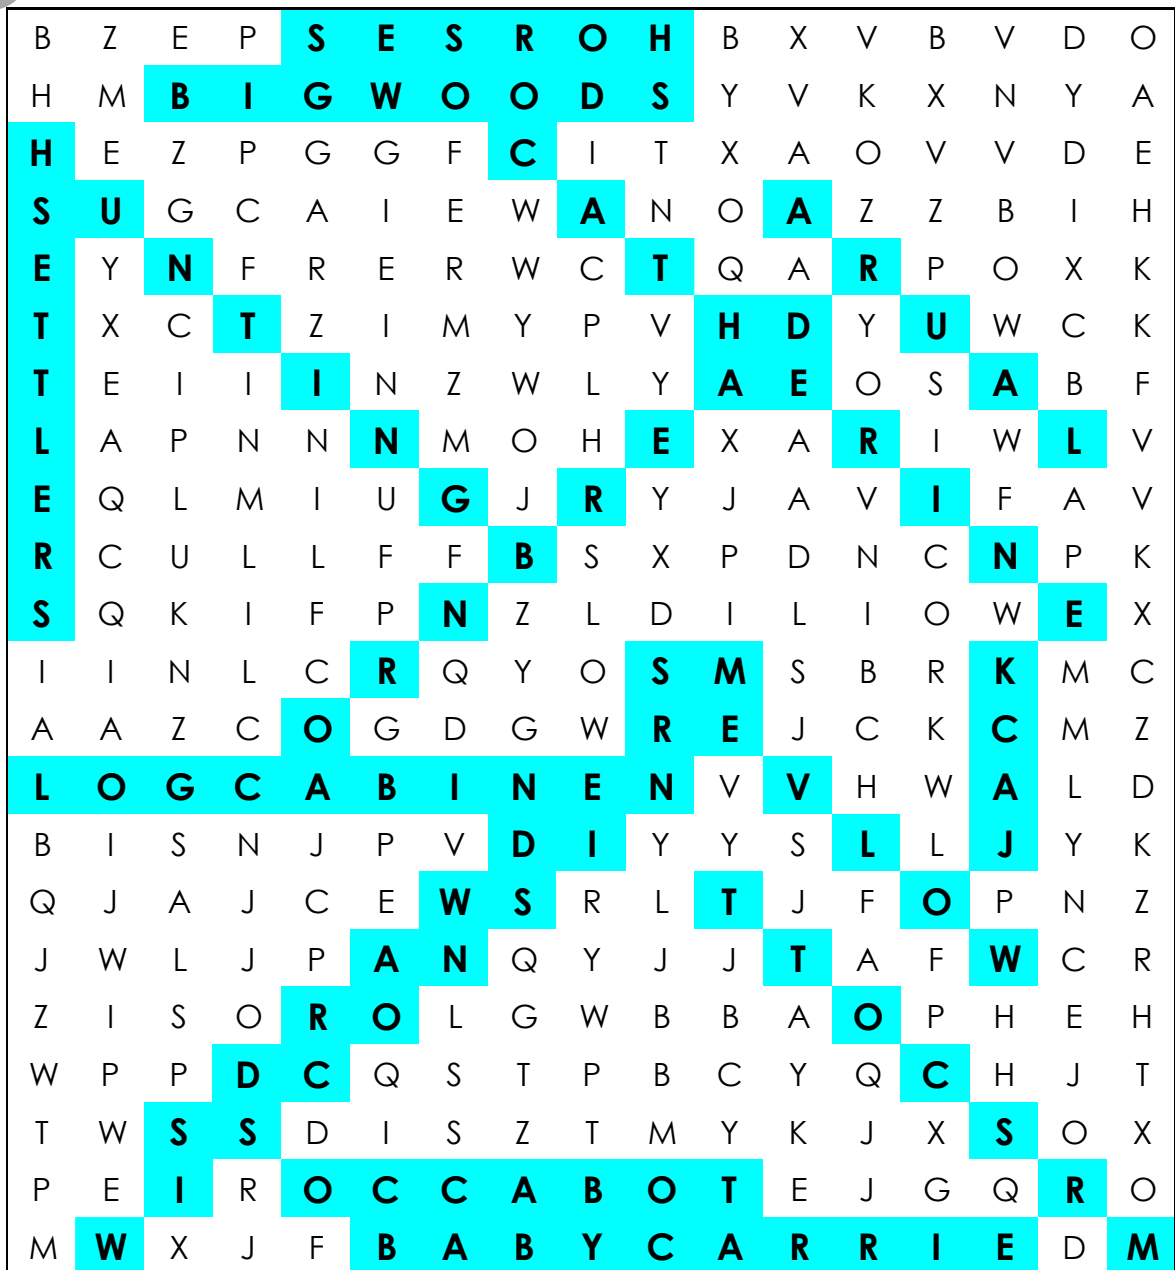 B Z E P S E S R O H B X V B V D O
H M B I G W O O D S Y V K X N Y A
H E Z P G G F C I T X A O V V D E
S U G C A I E W A N O A Z Z B I H
E Y N F R E R W C T Q A R P O X K
T X C T Z I M Y P V H D Y U W C K
T E I I I N Z W L Y A E O S A B F
L A P N N N M O H E X A R I W L V
E Q L M I U G J R Y J A V I F A V
R C U L L F F B S X P D N C N P K
S Q K I F P N Z L D I L I O W E X
I I N L C R Q Y O S M S B R K M C
A A Z C O G D G W R E J C K C M Z
L O G C A B I N E N V V H W A L D
B I S N J P V D I Y Y S L L J Y K
Q J A J C E W S R L T J F O P N Z
J W L J P A N Q Y J J T A F W C R
Z I S O R O L G W B B A O P H E H
W P P D C Q S T P B C Y Q C H J T
T W S S D I S Z T M Y K J X S O X
P E I R O C C A B O T E J G Q R O
M W X J F B A B Y C A R R I E D M